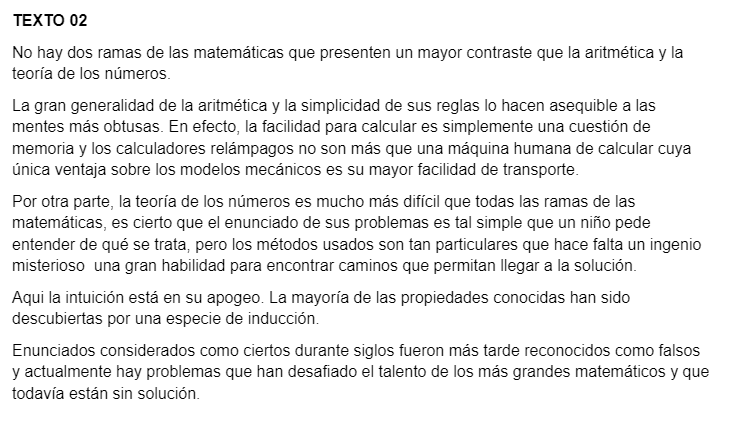 TEXTO 02
No hay dos ramas de las matemáticas que presenten un mayor contraste que la aritmética y la
teoría de los números.
La gran generalidad de la aritmética y la simplicidad de sus reglas lo hacen asequible a las
mentes más obtusas. En efecto, la facilidad para calcular es simplemente una cuestión de
memoria y los calculadores relámpagos no son más que una máquina humana de calcular cuya
única ventaja sobre los modelos mecánicos es su mayor facilidad de transporte.
Por otra parte, la teoría de los números es mucho más difícil que todas las ramas de las
matemáticas, es cierto que el enunciado de sus problemas es tal simple que un niño pede
entender de qué se trata, pero los métodos usados son tan particulares que hace falta un ingenio
misterioso  una gran habilidad para encontrar caminos que permitan llegar a la solución.
Aqui la intuición está en su apogeo. La mayoría de las propiedades conocidas han sido
descubiertas por una especie de inducción.
Enunciados considerados como ciertos durante siglos fueron más tarde reconocidos como falsos
y actualmente hay problemas que han desafiado el talento de los más grandes matemáticos y que
todavía están sin solución.